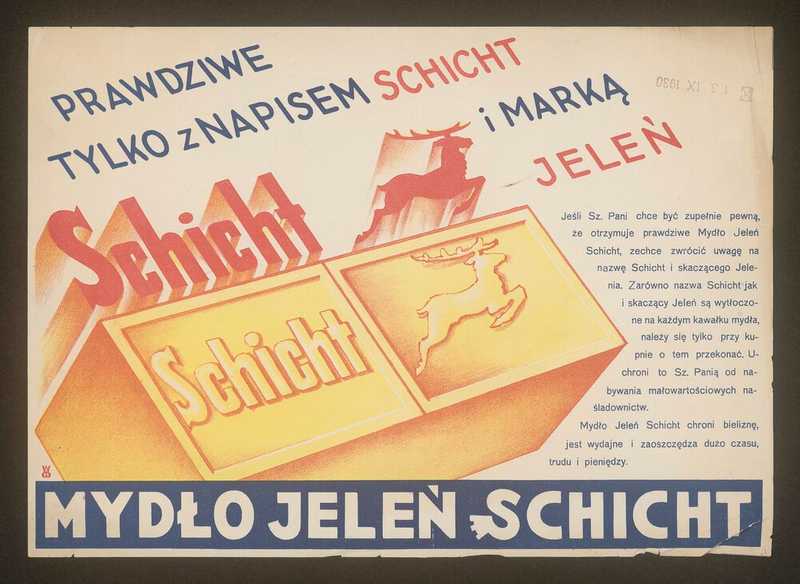 PRAWDZIWE
TYLKO z NAPISEM SCHICHT
i MARKĄ
JELEŃ
13 IX 1930
Schicht
Schicht
Jeśli Sz. Pani chce być zupełnie pewną,
że otrzymuje prawdziwe Mydło Jeleń
Schicht, zechce zwrócić uwagę na
nazwę Schicht i skaczącego Jele-
nia. Zarówno nazwa Schicht jak
i skaczący Jeleń są wytłoczo-
ne na każdym kawałku mydła,
należy się tylko przy ku-
pnie o tem przekonać. U-
chroni to Sz. Panią od na-
bywania małowartościowych na-
śladownictw.
Mydło Jeleń Schicht chroni bieliznę,
jest wydajne i zaoszczędza dużo czasu,
trudu i pieniędzy.
MYDŁO JELEŃ SCHICHT